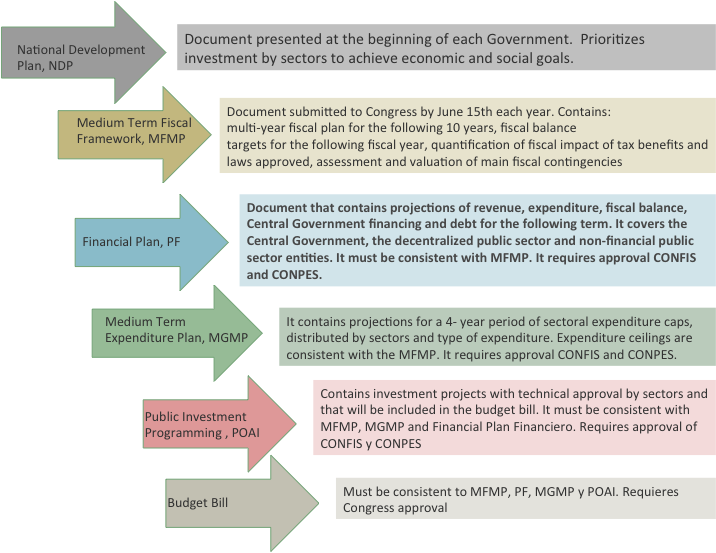 National Development
Plan, NDP
Document presented at the beginning of each Government. Prioritizes
investment by sectors to achieve economic and social goals.
Medium Term Fiscal
Framework, MFMP
Document submitted to Congress by June 15th each year. Contains:
multi-year fiscal plan for the following 10 years, fiscal balance
targets for the following fiscal year, quantification of fiscal impact of tax benefits and
laws approved, assessment and valuation of main fiscal contingencies
Financial Plan, PF
Document that contains projections of revenue, expenditure, fiscal balance,
Central Government financing and debt for the following term. It covers the
Central Government, the decentralized public sector and non-financial public
sector entities. It must be consistent with MFMP. It requires approval CONFIS
and CONPES.
Medium Term
Expenditure Plan, MGMP
It contains projections for a 4- year period of sectoral expenditure caps,
distributed by sectors and type of expenditure. Expenditure ceilings are
consistent with the MFMP. It requires approval CONFIS and CONPES.
Public Investment
Programming , POAI
Contains investment projects with technical approval by sectors and
that will be included in the budget bill. It must be consistent with
MFMP, MGMP and Financial Plan Financiero. Requires approval of
CONFIS y CONPES
Budget Bill
Must be consistent to MFMP, PF, MGMP y POAI. Requieres
Congress approval